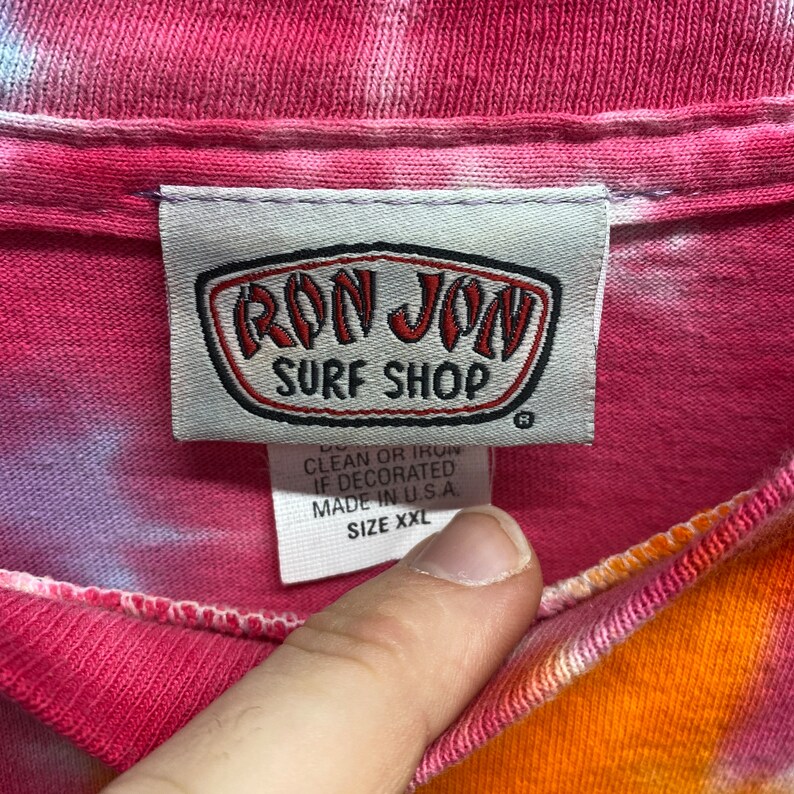 RON JON
SURF SHOP
®
CLEAN OR IRON
IF DECORATED
MADE IN U.S.A.
SIZE XXL